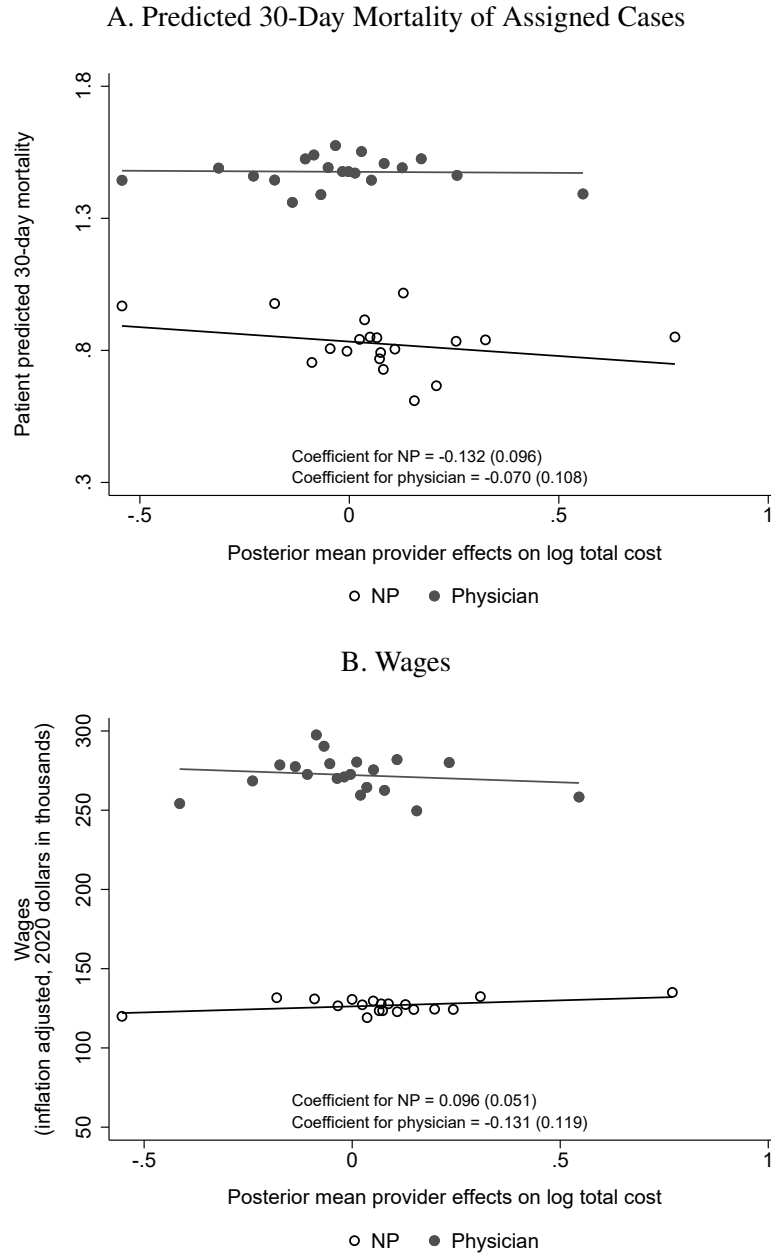 A. Predicted 30-Day Mortality of Assigned Cases
Patient predicted 30-day mortality
1.8
1.3
.8
.3
Coefficient for NP = -0.132 (0.096)
Coefficient for physician = -0.070 (0.108)
-.5 0 .5 1
Posterior mean provider effects on log total cost
NP Physician
B. Wages
Wages
(inflation adjusted, 2020 dollars in thousands)
300
250
200
150
100
50
Coefficient for NP = 0.096 (0.051)
Coefficient for physician = -0.131 (0.119)
-.5 0 .5 1
Posterior mean provider effects on log total cost
NP Physician